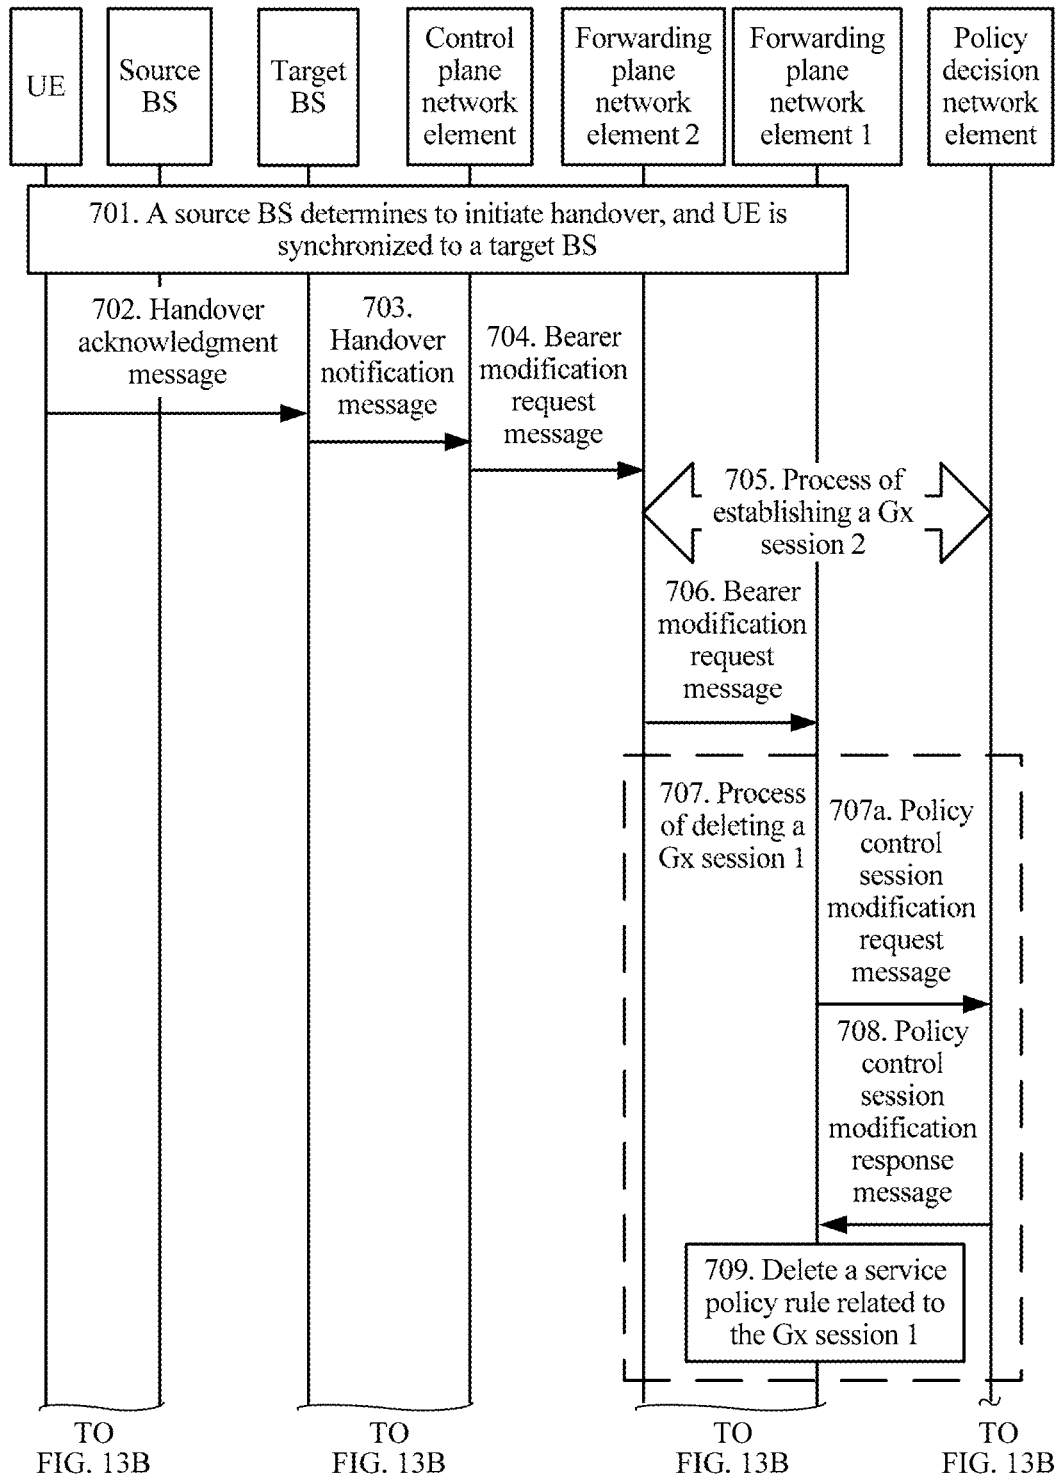 UE
Source
BS
Target
BS
Control
plane
network
element
Forwarding
plane
network
element 2
Forwarding
plane
network
element 1
Policy
decision
network
element
701. A source BS determines to initiate handover, and UE is
synchronized to a target BS
702. Handover
acknowledgment
message
703.
Handover
notification
message
704. Bearer
modification
request
message
705. Process of
establishing a Gx
session 2
706. Bearer
modification
request
message
707. Process
of deleting a
Gx session 1
707a. Policy
control
session
modification
request
message
708. Policy
control
session
modification
response
message
709. Delete a service
policy rule related to
the Gx session 1
TO
FIG. 13B
TO
FIG. 13B
TO
FIG. 13B
TO
FIG. 13B